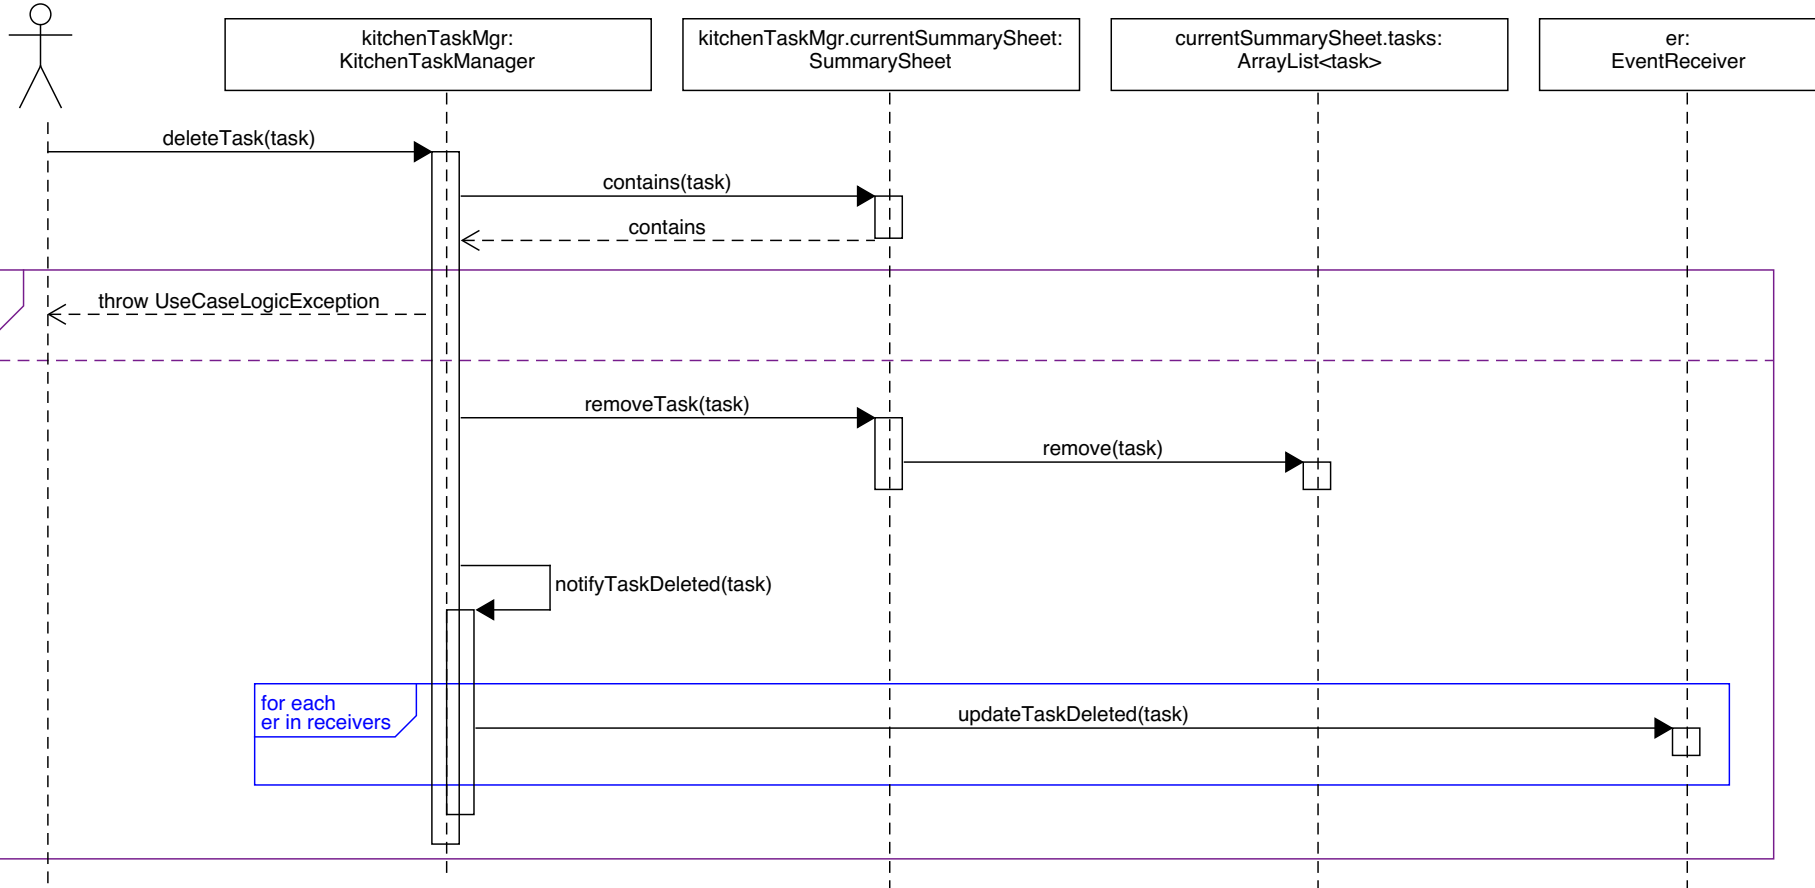 kitchenTaskMgr:
KitchenTaskManager
kitchenTaskMgr.currentSummarySheet:
SummarySheet
currentSummarySheet.tasks:
ArrayList<task>
er:
EventReceiver
deleteTask(task)
contains(task)
contains
throw UseCaseLogicException
removeTask(task)
remove(task)
notifyTaskDeleted(task)
for each
er in receivers
updateTaskDeleted(task)